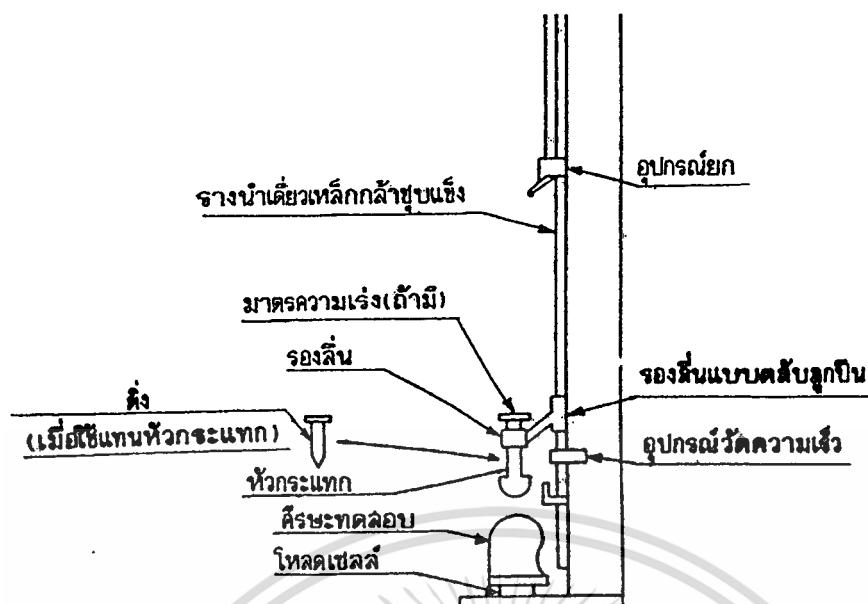 อุปกรณ์ยก
รางนำเดี่ยวเหล็กกล้าชุบแข็ง
มาตรความเร่ง(ถ้ามี)
รองลื่น
รองลื่นแบบตลับลูกปืน
ดิ่ง
(เมื่อใช้แทนหัวกระแทก)
อุปกรณ์วัดความเร็ว
หัวกระแทก
ศีรษะทดสอบ
โหลดเซลล์